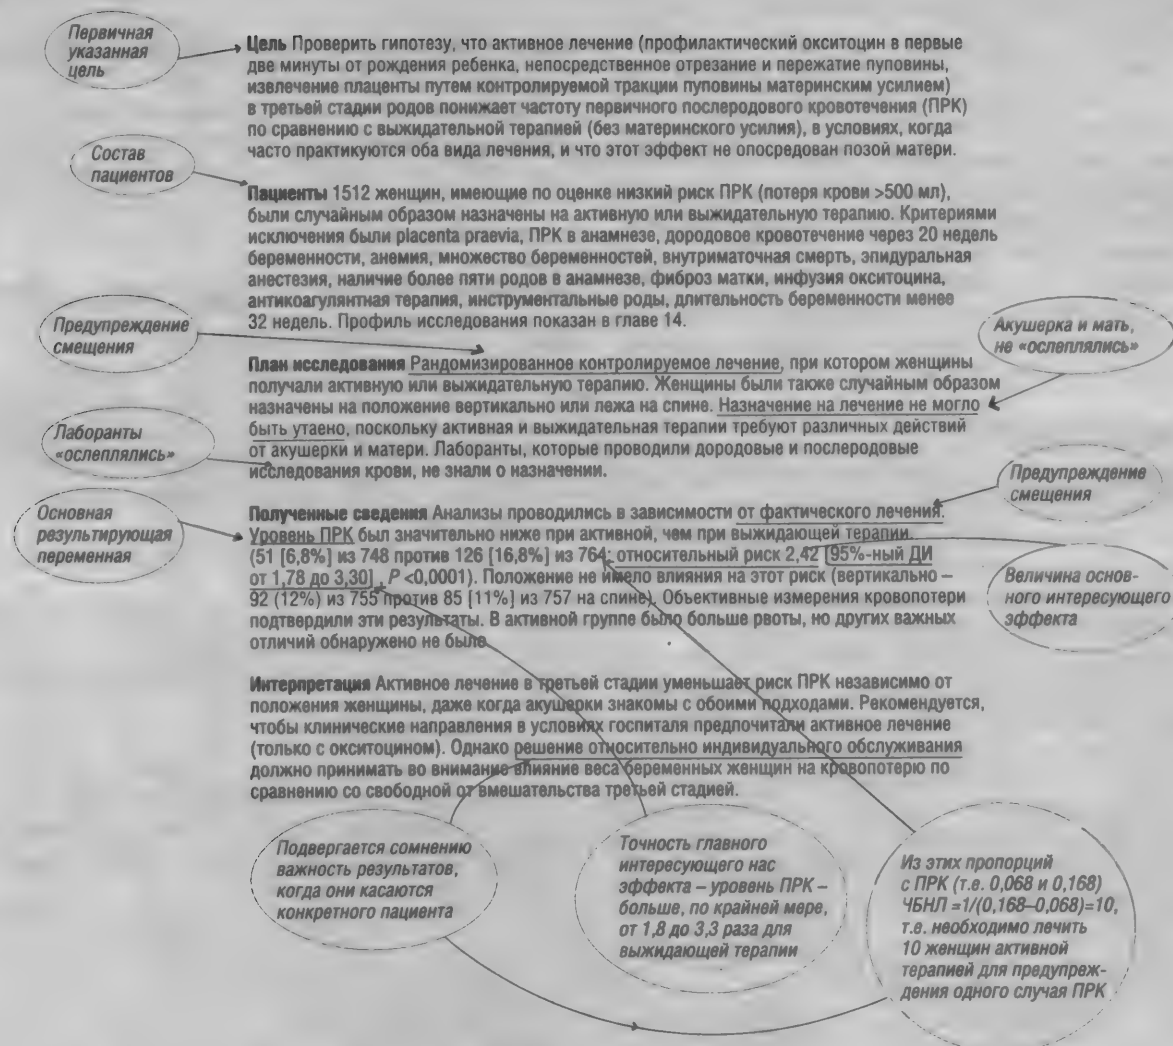 Первичная
указанная
цель
Цель Проверить гипотезу, что активное лечение (профилактический окситоцин в первые
две минуты от рождения ребенка, непосредственное отрезание и пережатие пуповины,
извлечение плаценты путем контролируемой тракции пуповины материнским усилием)
в третьей стадии родов понижает частоту первичного послеродового кровотечения (ПРК)
по сравнению с выжидательной терапией (без материнского усилия), в условиях, когда
часто практикуются оба вида лечения, и что этот эффект не опосредован позой матери.
Состав
пациентов
Пациенты 1512 женщин, имеющие по оценке низкий риск ПРК (потеря крови >500 мл),
были случайным образом назначены на активную или выжидательную терапию. Критериями
исключения были placenta praevia, ПРК в анамнезе, дородовое кровотечение через 20 недель
беременности, анемия, множество беременностей, внутриматочная смерть, эпидуральная
анестезия, наличие более пяти родов в анамнезе, фиброз матки, инфузия окситоцина,
антикоагулянтная терапия, инструментальные роды, длительность беременности менее
32 недель. Профиль исследования показан в главе 14.
Предупреждение
смещения
Акушерка и мать,
не «ослеплялись»
План исследования Рандомизированное контролируемое лечение, при котором женщины
получали активную или выжидательную терапию. Женщины были также случайным образом
назначены на положение вертикально или лежа на спине. Назначение на лечение не могло
быть утаено, поскольку активная и выжидательная терапии требуют различных действий
от акушерки и матери. Лаборанты, которые проводили дородовые и послеродовые
исследования крови, не знали о назначении.
Лаборанты
«ослеплялись»
Предупреждение
смещения
Основная
результирующая
переменная
Полученные сведения Анализы проводились в зависимости от фактического лечения.
Уровень ПРК был значительно ниже при активной, чем при выжидающей терапии.
(51 [6,8%] из 748 против 126 [16,8%] из 764; относительный риск 2,42 [95%-ный ДИ
от 1,78 до 3,30] , P <0,0001). Положение не имело влияния на этот риск (вертикально –
92 (12%) из 755 против 85 [11%] из 757 на спине). Объективные измерения кровопотери
подтвердили эти результаты. В активной группе было больше рвоты, но других важных
отличий обнаружено не было.
Величина основ-
ного интересующего
эффекта
Интерпретация Активное лечение в третьей стадии уменьшает риск ПРК независимо от
положения женщины, даже когда акушерки знакомы с обоими подходами. Рекомендуется,
чтобы клинические направления в условиях госпиталя предпочитали активное лечение
(только с окситоцином). Однако решение относительно индивидуального обслуживания
должно принимать во внимание влияние веса беременных женщин на кровопотерю по
сравнению со свободной от вмешательства третьей стадией.
Подвергается сомнению
важность результатов,
когда они касаются
конкретного пациента
Точность главного
интересующего нас
эффекта – уровень ПРК –
больше, по крайней мере,
от 1,8 до 3,3 раза для
выжидающей терапии
Из этих пропорций
с ПРК (т.е. 0,068 и 0,168)
ЧБНЛ =1/(0,168–0,068)=10,
т.е. необходимо лечить
10 женщин активной
терапией для предупреж-
дения одного случая ПРК